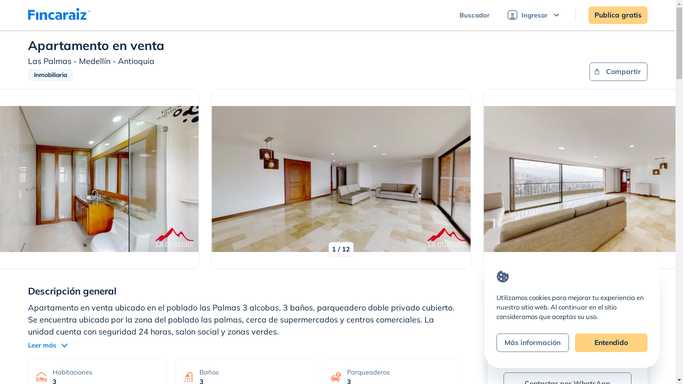 Fincaraiz
Buscador
Ingresar
Publica gratis
Apartamento en venta
Las Palmas - Medellín - Antioquia
Inmobiliaria
Compartir
1 / 12
Descripción general
Apartamento en venta ubicado en el poblado las Palmas 3 alcobas, 3 baños, parqueadero doble privado cubierto.
Se encuentra ubicado por la zona del poblado las palmas, cerca de supermercados y centros comerciales. La
unidad cuenta con seguridad 24 horas, salon social y zonas verdes.
Leer más
Habitaciones
3
Baños
3
Parqueaderos
3
Utilizamos cookies para mejorar tu experiencia en
nuestro sitio web. Al continuar en el sitio
consideramos que aceptas su uso.
Más información
Entendido
Contactar por WhatsApp